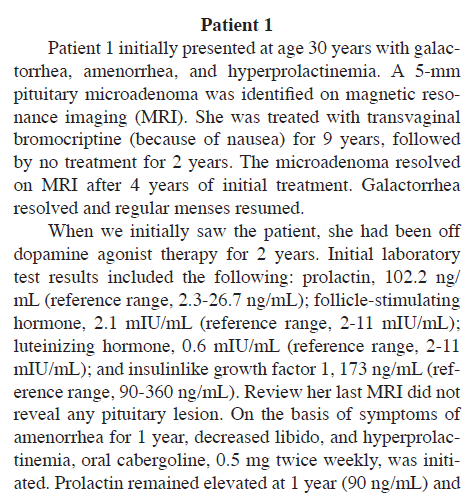 Patient 1
Patient 1 initially presented at age 30 years with galac-
torrhea, amenorrhea, and hyperprolactinemia. A 5-mm
pituitary microadenoma was identified on magnetic reso-
nance imaging (MRI). She was treated with transvaginal
bromocriptine (because of nausea) for 9 years, followed
by no treatment for 2 years. The microadenoma resolved
on MRI after 4 years of initial treatment. Galactorrhea
resolved and regular menses resumed.
When we initially saw the patient, she had been off
dopamine agonist therapy for 2 years. Initial laboratory
test results included the following: prolactin, 102.2 ng/
mL (reference range, 2.3-26.7 ng/mL); follicle-stimulating
hormone, 2.1 mIU/mL (reference range, 2-11 mIU/mL);
luteinizing hormone, 0.6 mIU/mL (reference range, 2-11
mIU/mL); and insulinlike growth factor 1, 173 ng/mL (ref-
erence range, 90-360 ng/mL). Review her last MRI did not
reveal any pituitary lesion. On the basis of symptoms of
amenorrhea for 1 year, decreased libido, and hyperprolac-
tinemia, oral cabergoline, 0.5 mg twice weekly, was initi-
ated. Prolactin remained elevated at 1 year (90 ng/mL) and